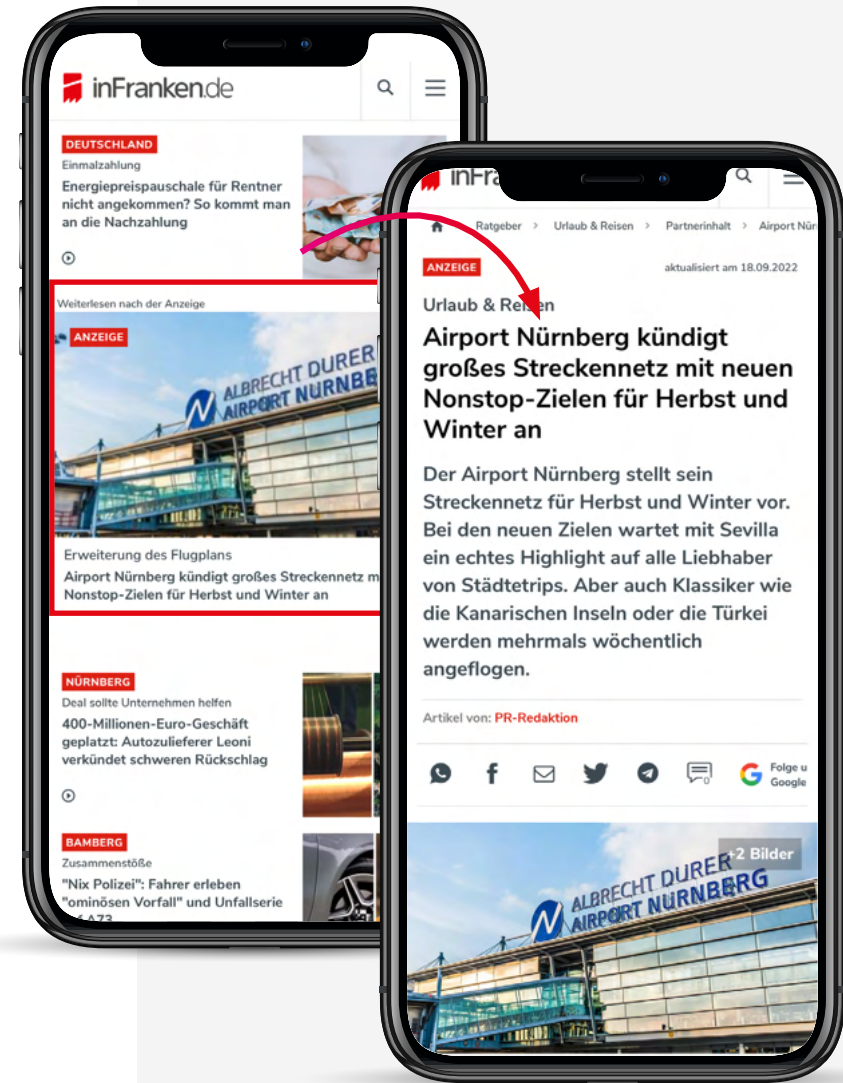 inFranken.de
DEUTSCHLAND
Einmalzahlung
Energiepreispauschale für Rentner
nicht angekommen? So kommt man
an die Nachzahlung
Weiterlesen nach der Anzeige
ANZEIGE
ALBRECHT DURER
AIRPORT NURNBE
Erweiterung des Flugplans
Airport Nürnberg kündigt großes Streckennetz m
Nonstop-Zielen für Herbst und Winter an
NÜRNBERG
Deal sollte Unternehmen helfen
400-Millionen-Euro-Geschäft
geplatzt: Autozulieferer Leoni
verkündet schweren Rückschlag
BAMBERG
Zusammenstöße
"Nix Polizei": Fahrer erleben
"ominösen Vorfall" und Unfallserie
A73
inFra
Ratgeber > Urlaub & Reisen > Partnerinhalt > Airport Nür
ANZEIGE
aktualisiert am 18.09.2022
Urlaub & Reisen
Airport Nürnberg kündigt
großes Streckennetz mit neuen
Nonstop-Zielen für Herbst und
Winter an
Der Airport Nürnberg stellt sein
Streckennetz für Herbst und Winter vor.
Bei den neuen Zielen wartet mit Sevilla
ein echtes Highlight auf alle Liebhaber
von Städtetrips. Aber auch Klassiker wie
die Kanarischen Inseln oder die Türkei
werden mehrmals wöchentlich
angeflogen.
Artikel von: PR-Redaktion
0
Folge u
Google
+2 Bilder
ALBRECHT DURER
AIRPORT NURNBERG